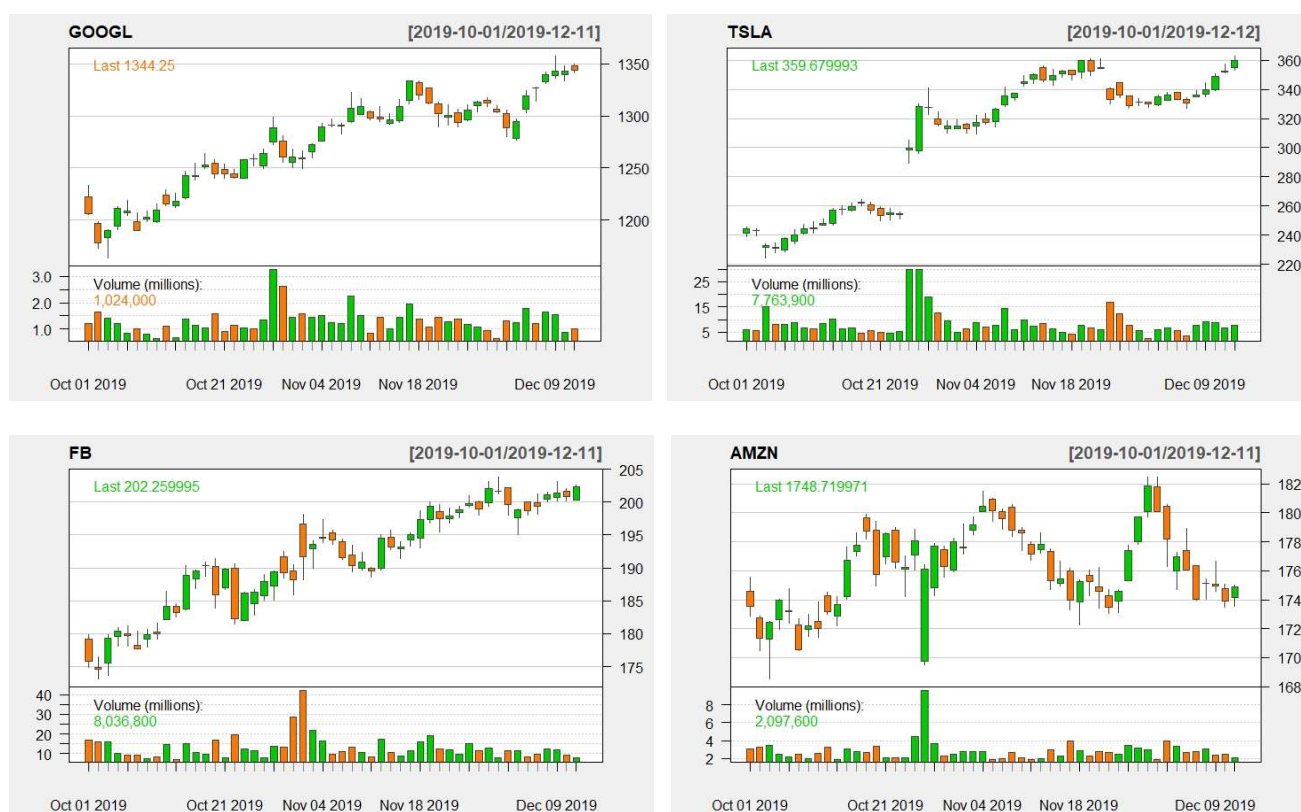 GOOGL [2019-10-01/2019-12-11]
Last 1344.25
1350
1300
1250
1200
3.0
2.0
1.0
Volume (millions):
1,024,000
Oct 01 2019 Oct 21 2019 Nov 04 2019 Nov 18 2019 Dec 09 2019
TSLA [2019-10-01/2019-12-12]
Last 359.679993
360
340
320
300
280
260
240
220
25
15
5
Volume (millions):
7,763,900
Oct 01 2019 Oct 21 2019 Nov 04 2019 Nov 18 2019 Dec 09 2019
FB [2019-10-01/2019-12-11]
Last 202.259995
205
200
195
190
185
180
175
40
30
20
10
Volume (millions):
8,036,800
Oct 01 2019 Oct 21 2019 Nov 04 2019 Nov 18 2019 Dec 09 2019
AMZN [2019-10-01/2019-12-11]
Last 1748.719971
182
180
178
176
174
172
170
168
8
6
4
2
Volume (millions):
2,097,600
Oct 01 2019 Oct 21 2019 Nov 04 2019 Nov 18 2019 Dec 09 2019